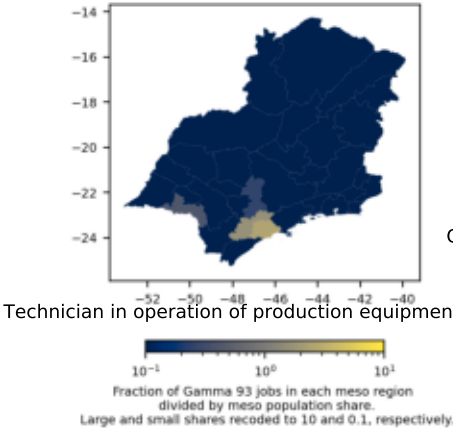 −14
−16
−18
−20
−22
−24
−52 −50 −48 −46 −44 −42 −40
Technician in operation of production equipmen
10⁻¹ 10⁰ 10¹
Fraction of Gamma 93 jobs in each meso region
divided by meso population share.
Large and small shares recoded to 10 and 0.1, respectively.